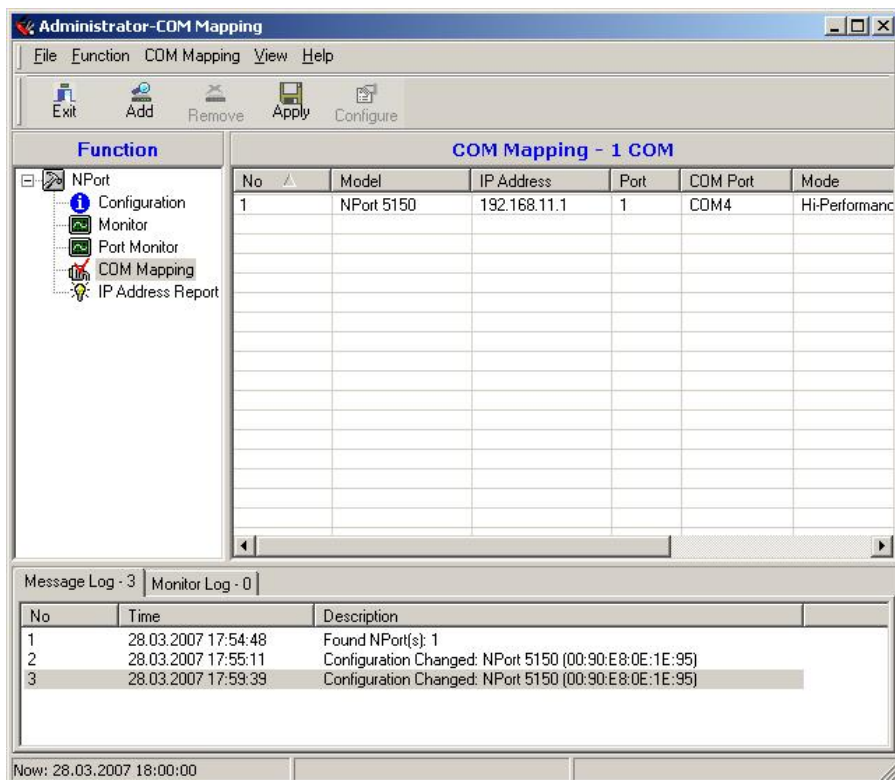 Administrator-COM Mapping
File Function COM Mapping View Help
Exit Add Remove Apply Configure
Function
NPort
Configuration
Monitor
Port Monitor
COM Mapping
IP Address Report
COM Mapping - 1 COM
No Model IP Address Port COM Port Mode
1 NPort 5150 192.168.11.1 1 COM4 Hi-Performanc
Message Log - 3 Monitor Log - 0
No Time Description
1 28.03.2007 17:54:48 Found NPort(s): 1
2 28.03.2007 17:55:11 Configuration Changed: NPort 5150 (00:90:E8:0E:1E:95)
3 28.03.2007 17:59:39 Configuration Changed: NPort 5150 (00:90:E8:0E:1E:95)
Now: 28.03.2007 18:00:00